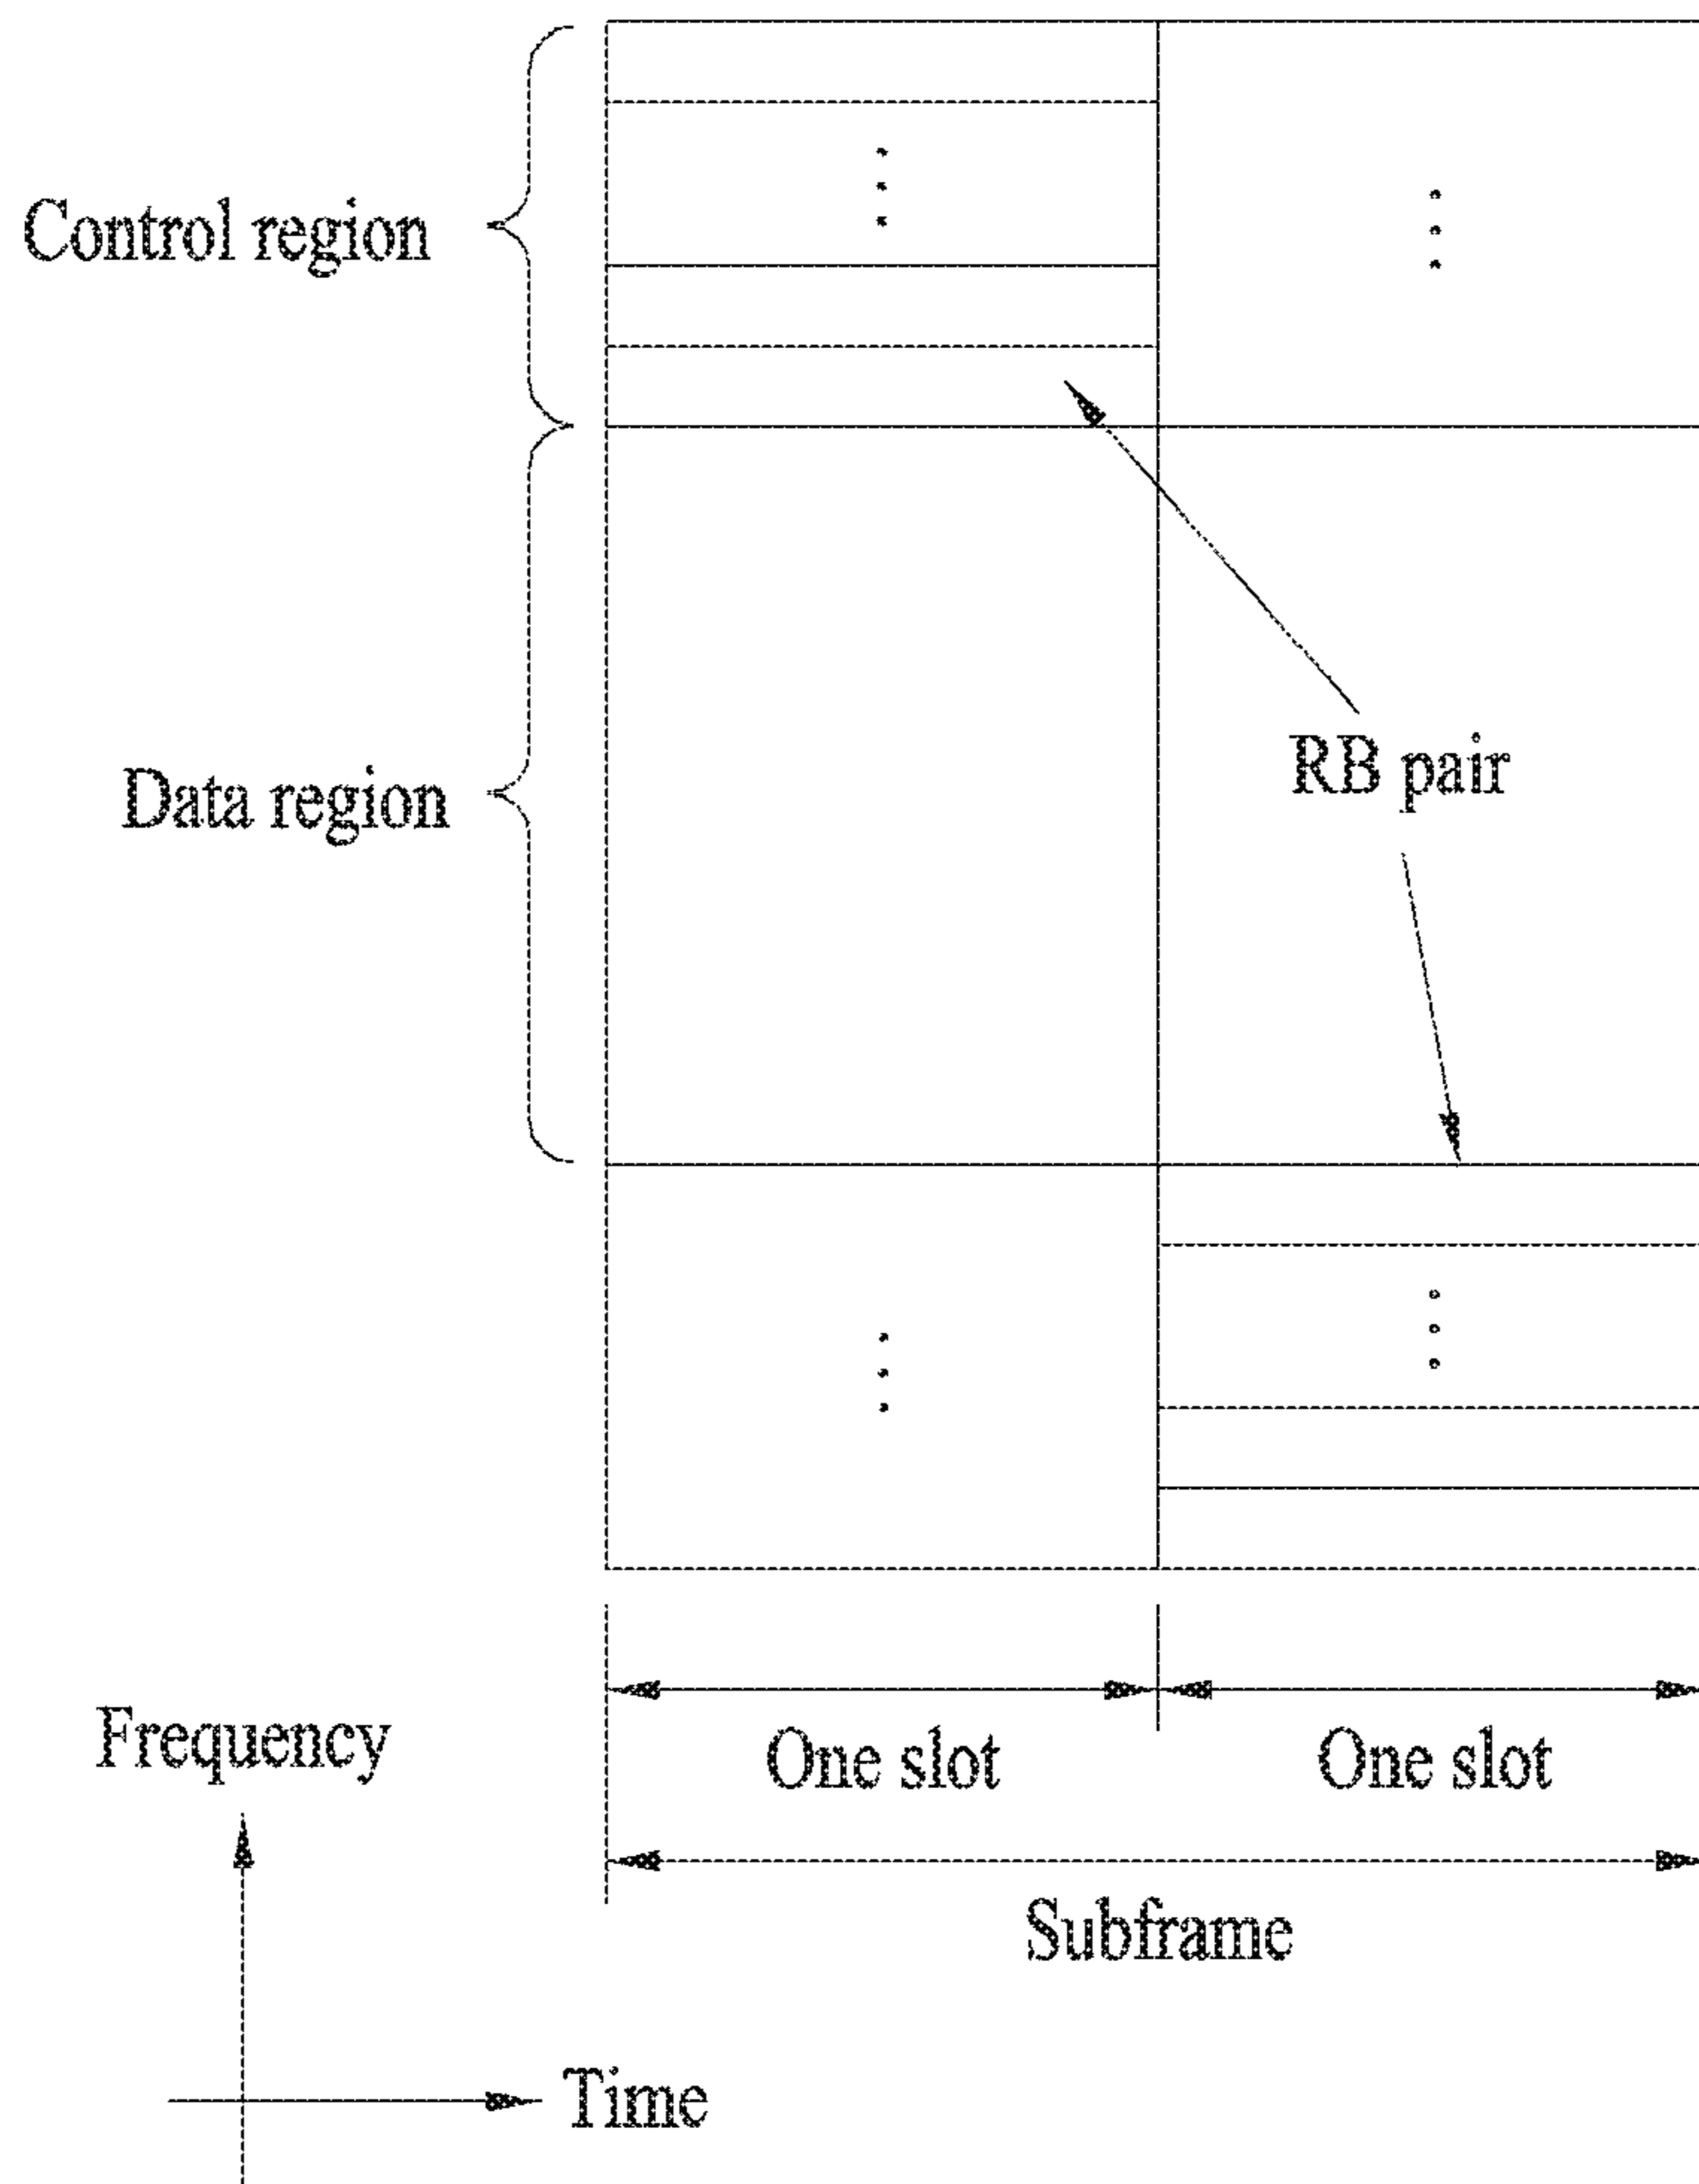 Control region
Data region
RB pair
One slot
One slot
Subframe
Frequency
Time